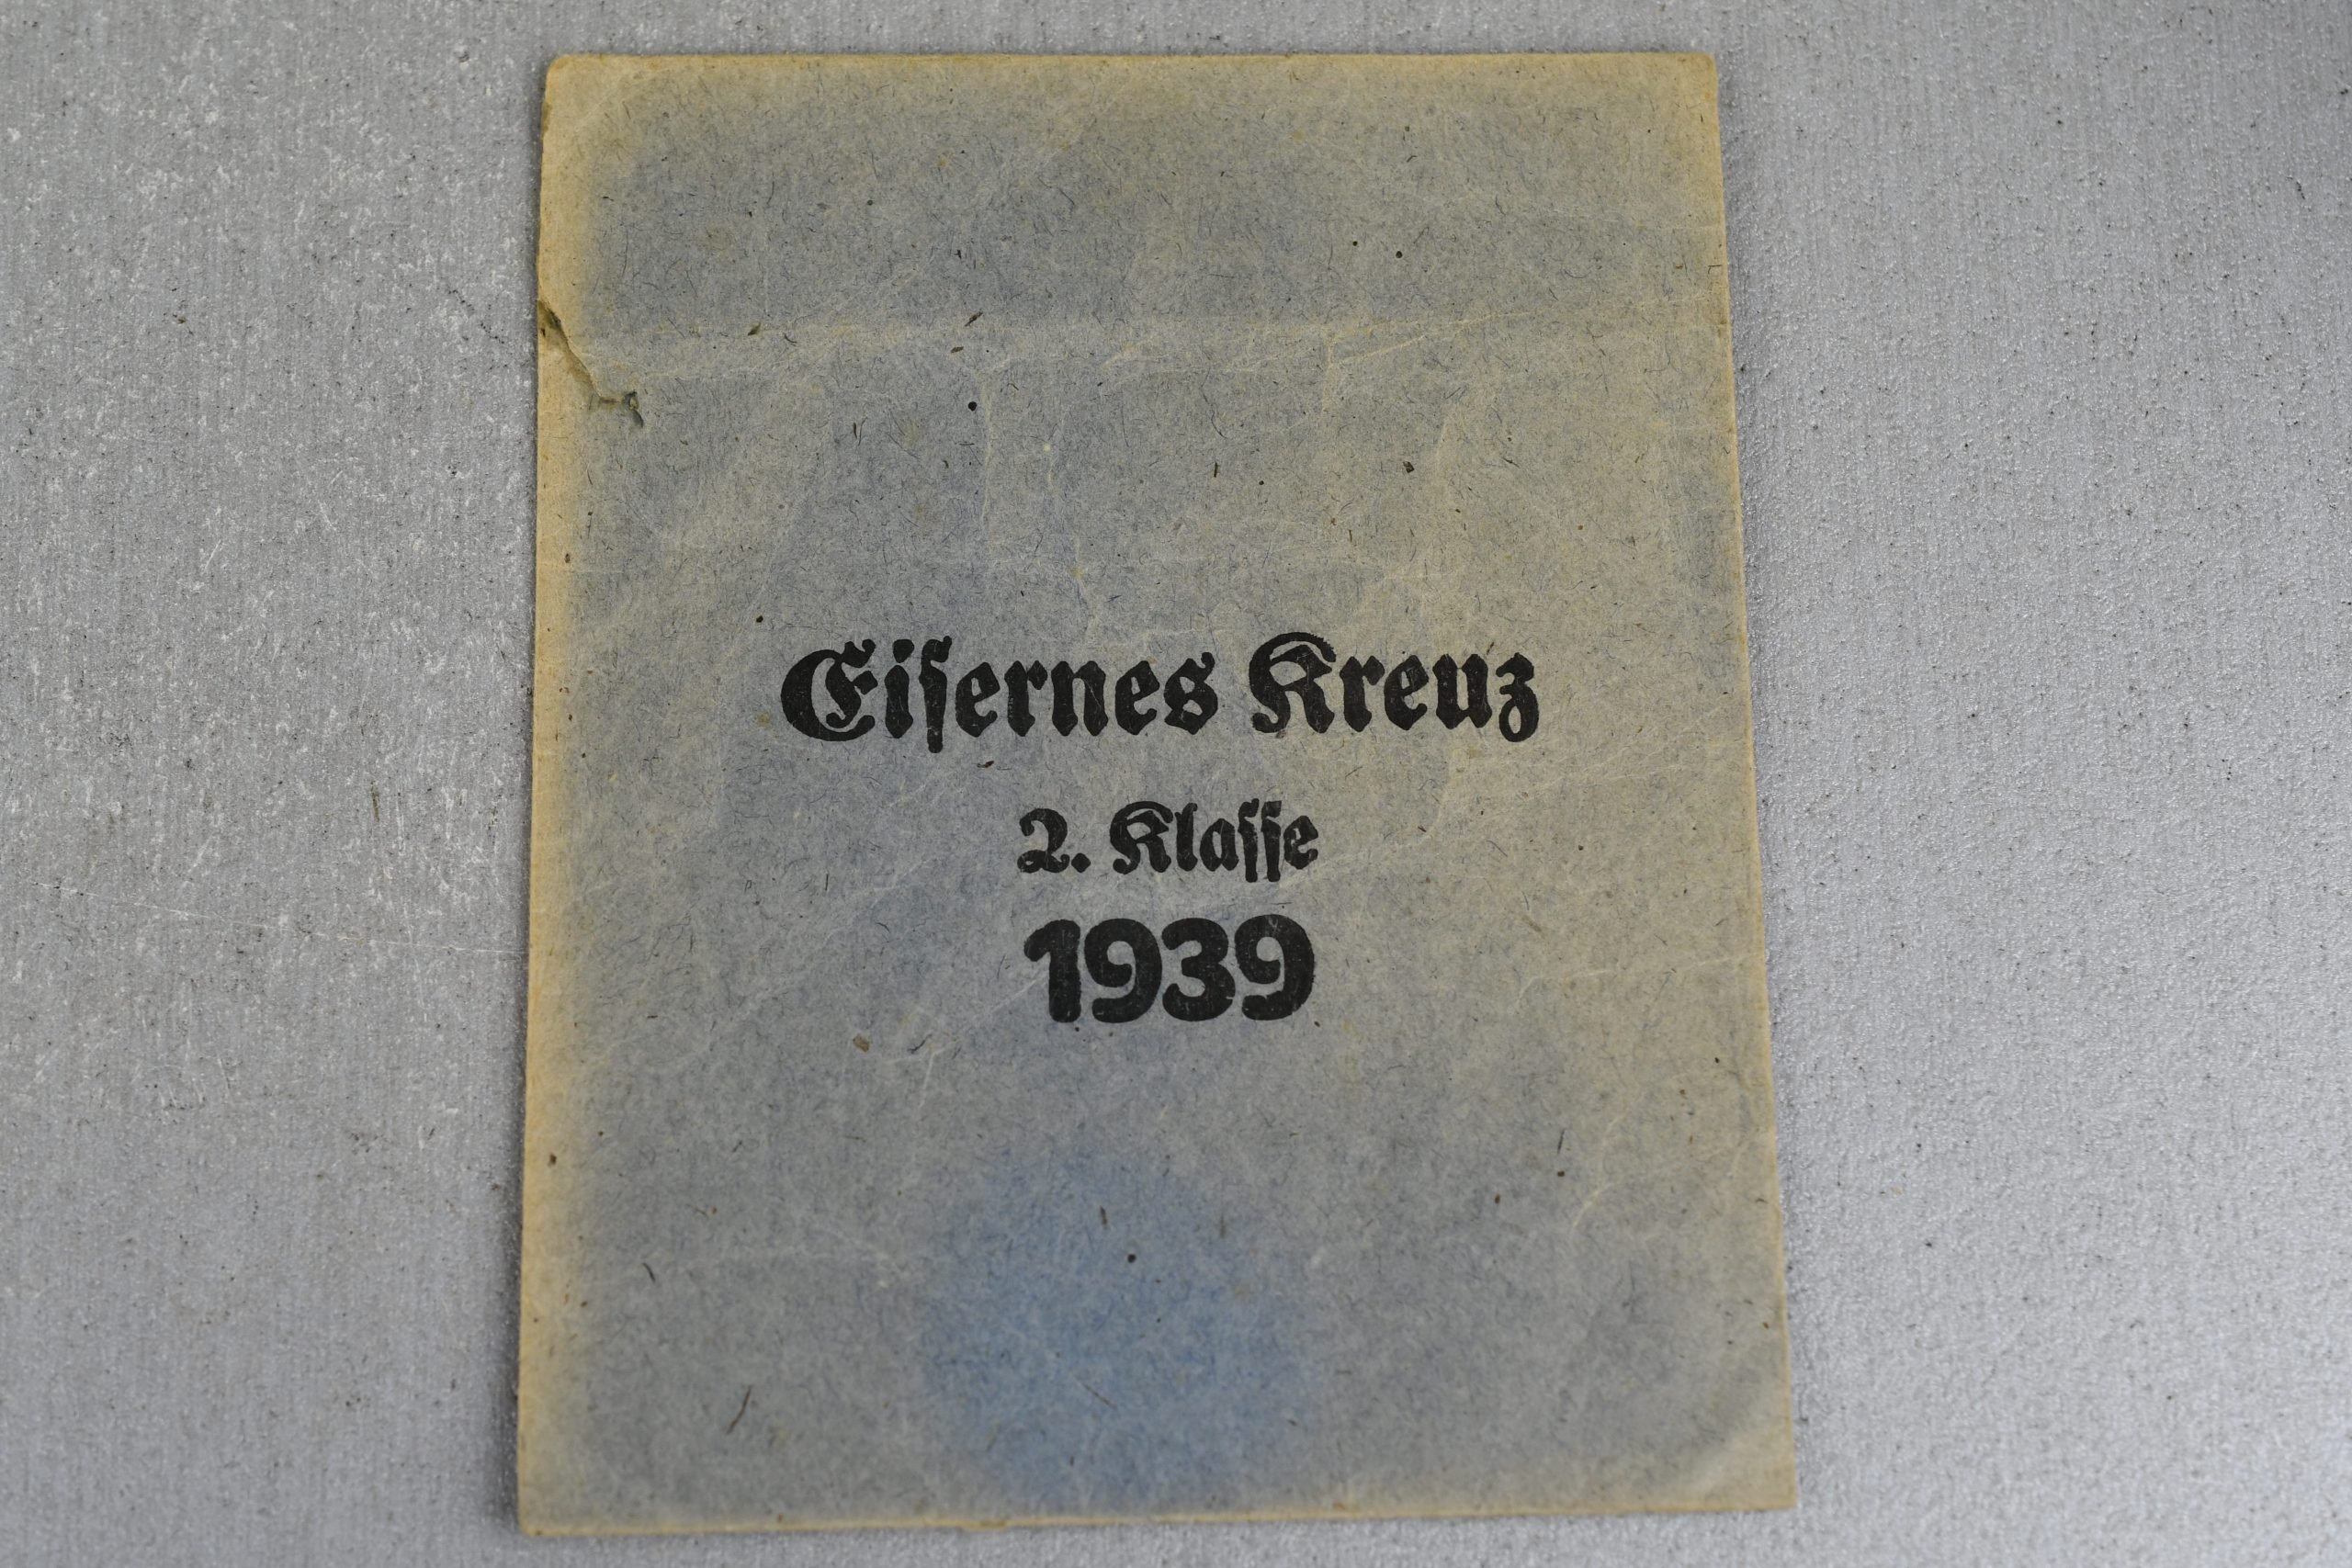 Eiſernes Kreuz
2. Klaſſe
1939